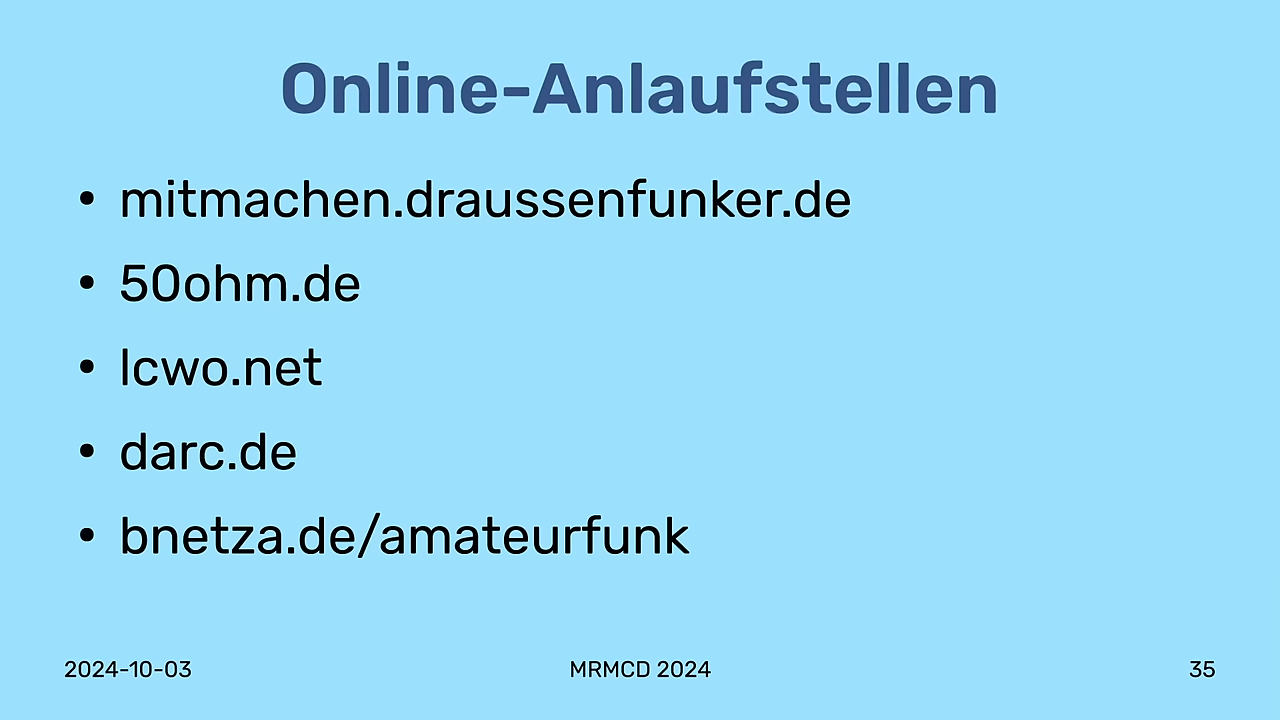 Online-Anlaufstellen
• mitmachen.draussenfunker.de
• 50ohm.de
• lcwo.net
• darc.de
• bnetza.de/amateurfunk
2024-10-03 MRMCD 2024 35